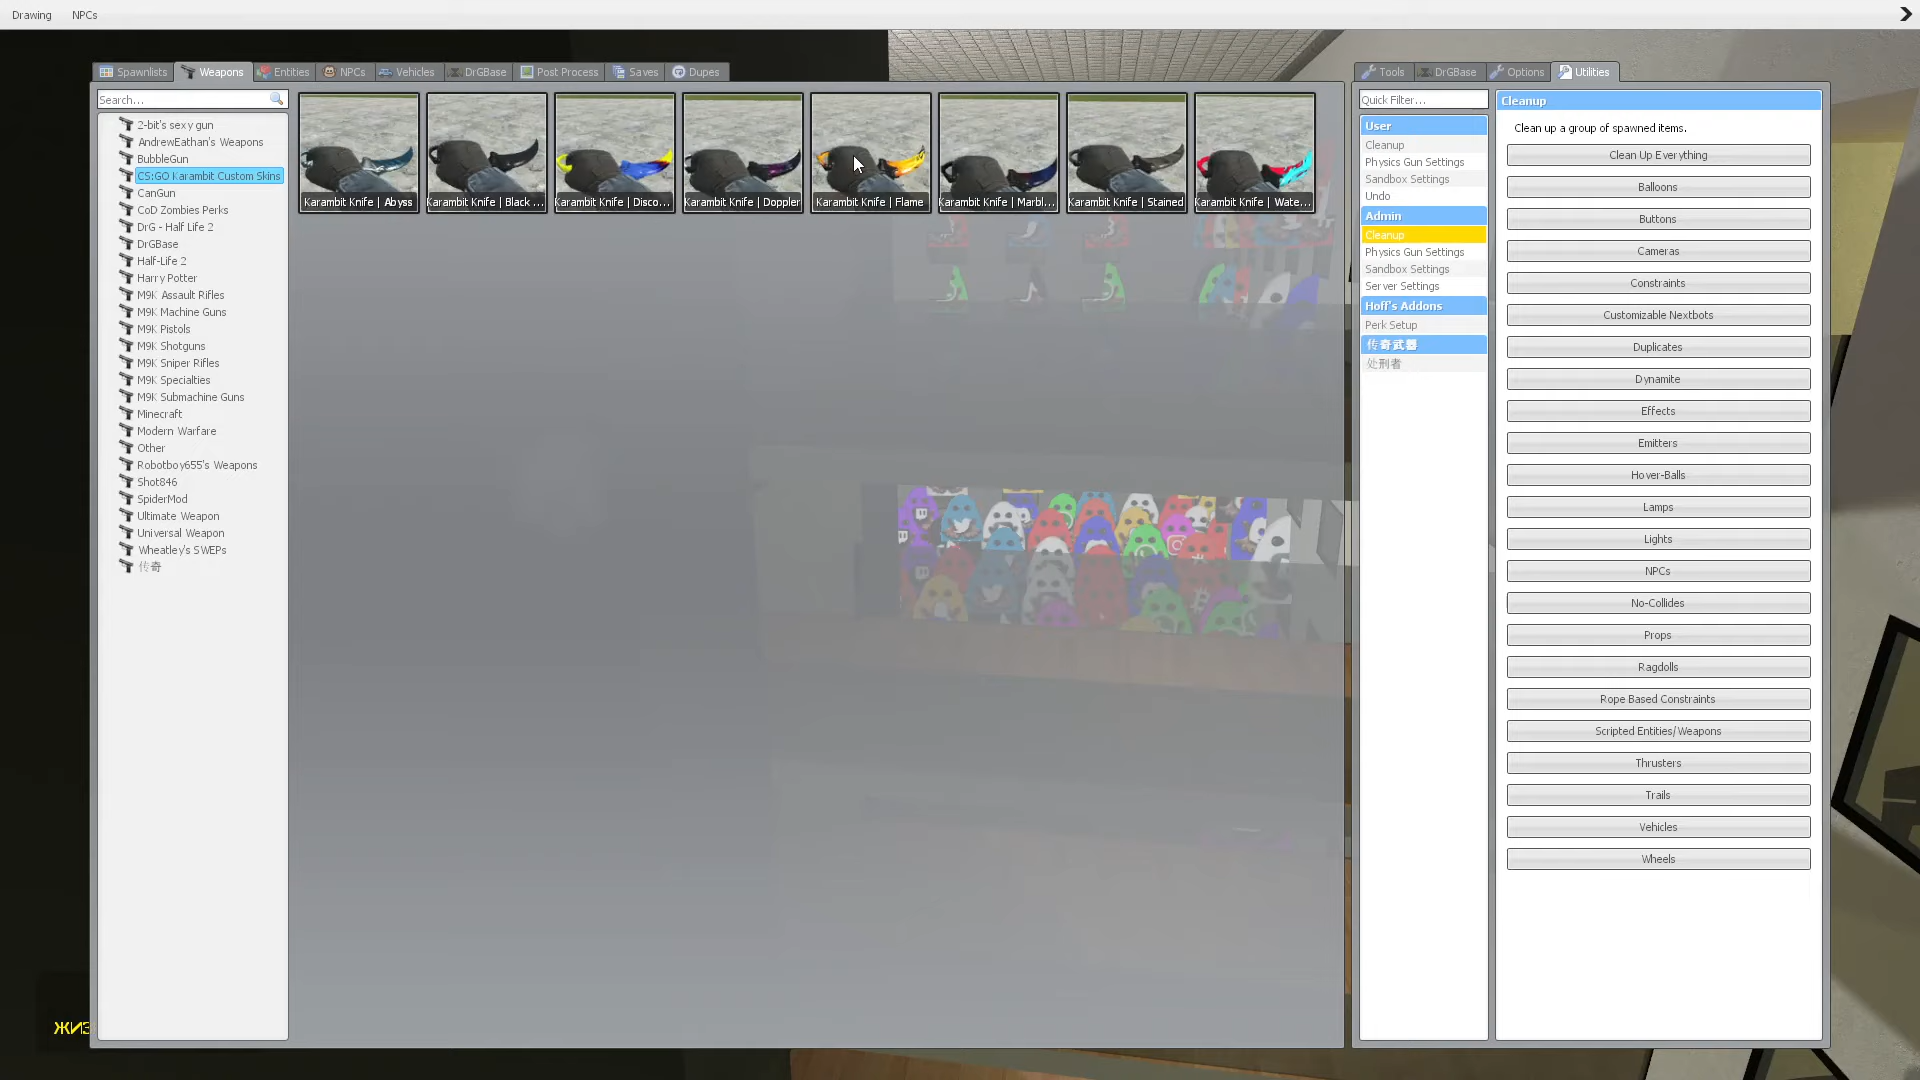 Drawing NPCs
Spawnlists Weapons Entities NPCs Vehicles DrGBase Post Process Saves Dupes
Search...
2-bit's sexy gun
AndrewEathan's Weapons
BubbleGun
CS:GO Karambit Custom Skins
CanGun
CoD Zombies Perks
DrG - Half Life 2
DrGBase
Half-Life 2
Harry Potter
M9K Assault Rifles
M9K Machine Guns
M9K Pistols
M9K Shotguns
M9K Sniper Rifles
M9K Specialties
M9K Submachine Guns
Minecraft
Modern Warfare
Other
Robotboy655's Weapons
Shot846
SpiderMod
Ultimate Weapon
Universal Weapon
Wheatley's SWEPs
传奇
Karambit Knife | Abyss
Karambit Knife | Black ...
Karambit Knife | Disco...
Karambit Knife | Doppler
Karambit Knife | Flame
Karambit Knife | Marbl...
Karambit Knife | Stained
Karambit Knife | Wate...
Tools DrGBase Options Utilities
Quick Filter...
User
Cleanup
Physics Gun Settings
Sandbox Settings
Undo
Admin
Cleanup
Physics Gun Settings
Sandbox Settings
Server Settings
Hoff's Addons
Perk Setup
传奇武器
处刑者
Cleanup
Clean up a group of spawned items.
Clean Up Everything
Balloons
Buttons
Cameras
Constraints
Customizable Nextbots
Duplicates
Dynamite
Effects
Emitters
Hover-Balls
Lamps
Lights
NPCs
No-Collides
Props
Ragdolls
Rope Based Constraints
Scripted Entities/Weapons
Thrusters
Trails
Vehicles
Wheels